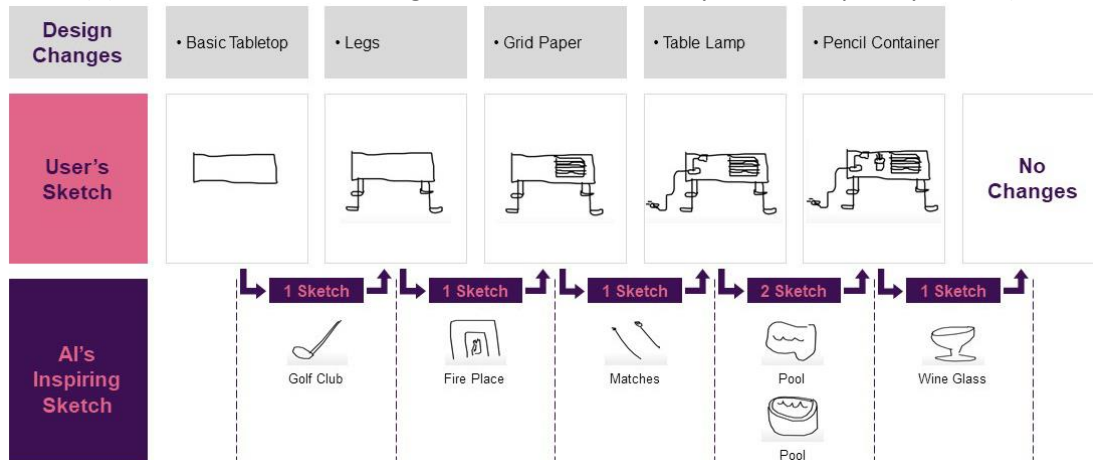 Design
Changes
• Basic Tabletop
• Legs
• Grid Paper
• Table Lamp
• Pencil Container
User's
Sketch
No
Changes
1 Sketch
1 Sketch
1 Sketch
2 Sketch
1 Sketch
AI's
Inspiring
Sketch
Golf Club
Fire Place
Matches
Pool
Wine Glass
Pool